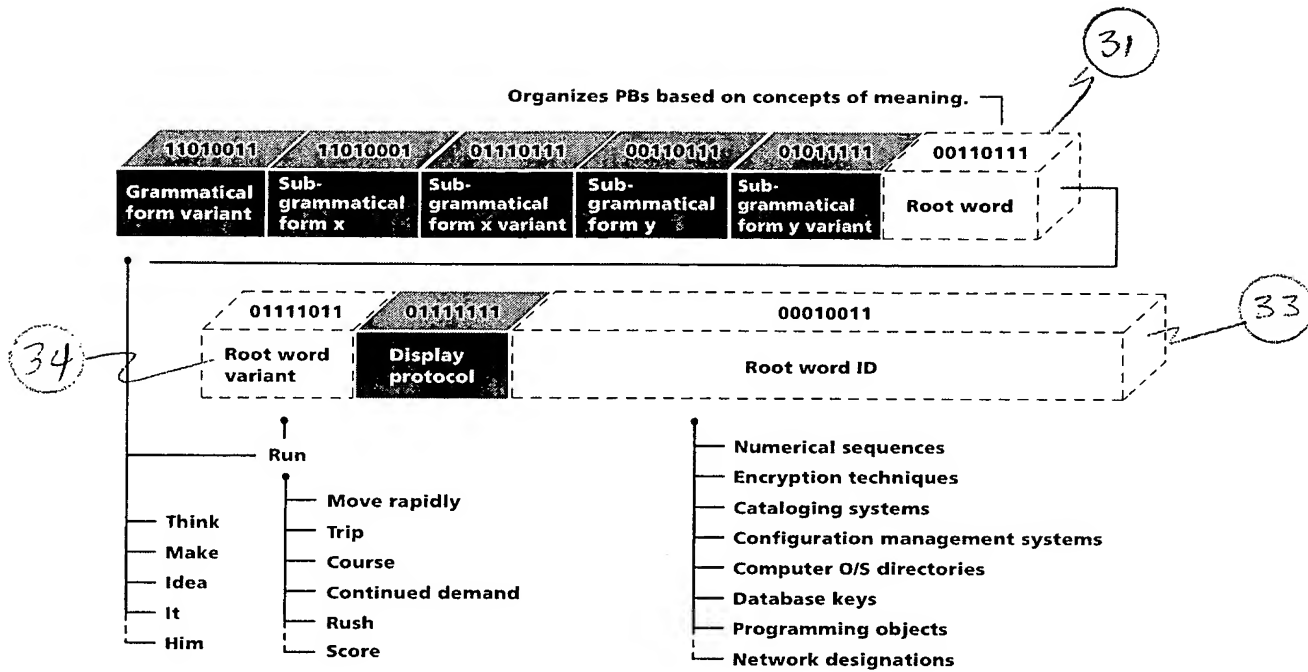 31
Organizes PBs based on concepts of meaning.
11010011 11010001 01110111 00110111 01011111 00110111
Grammatical form variant
Sub-grammatical form x
Sub-grammatical form x variant
Sub-grammatical form y
Sub-grammatical form y variant
Root word
01111011 01111111 00010011
33
34
Root word variant
Display protocol
Root word ID
Run
Think
Make
Idea
It
Him
Move rapidly
Trip
Course
Continued demand
Rush
Score
Numerical sequences
Encryption techniques
Cataloging systems
Configuration management systems
Computer O/S directories
Database keys
Programming objects
Network designations